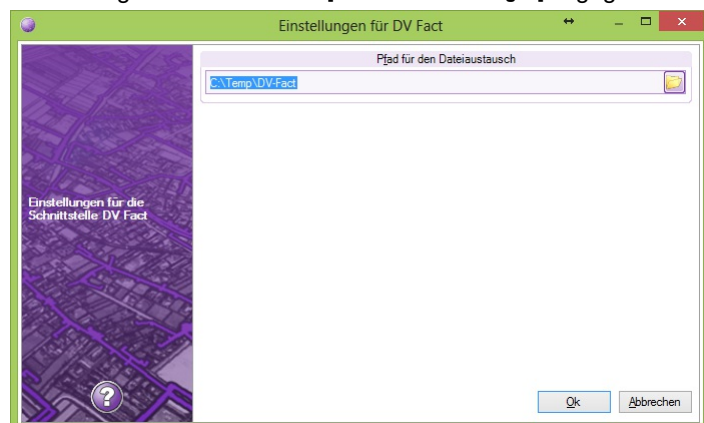 Einstellungen für DV Fact
Pfad für den Dateiaustausch
C:\Temp\DV-Fact
Einstellungen für die
Schnittstelle DV Fact
?
Ok
Abbrechen